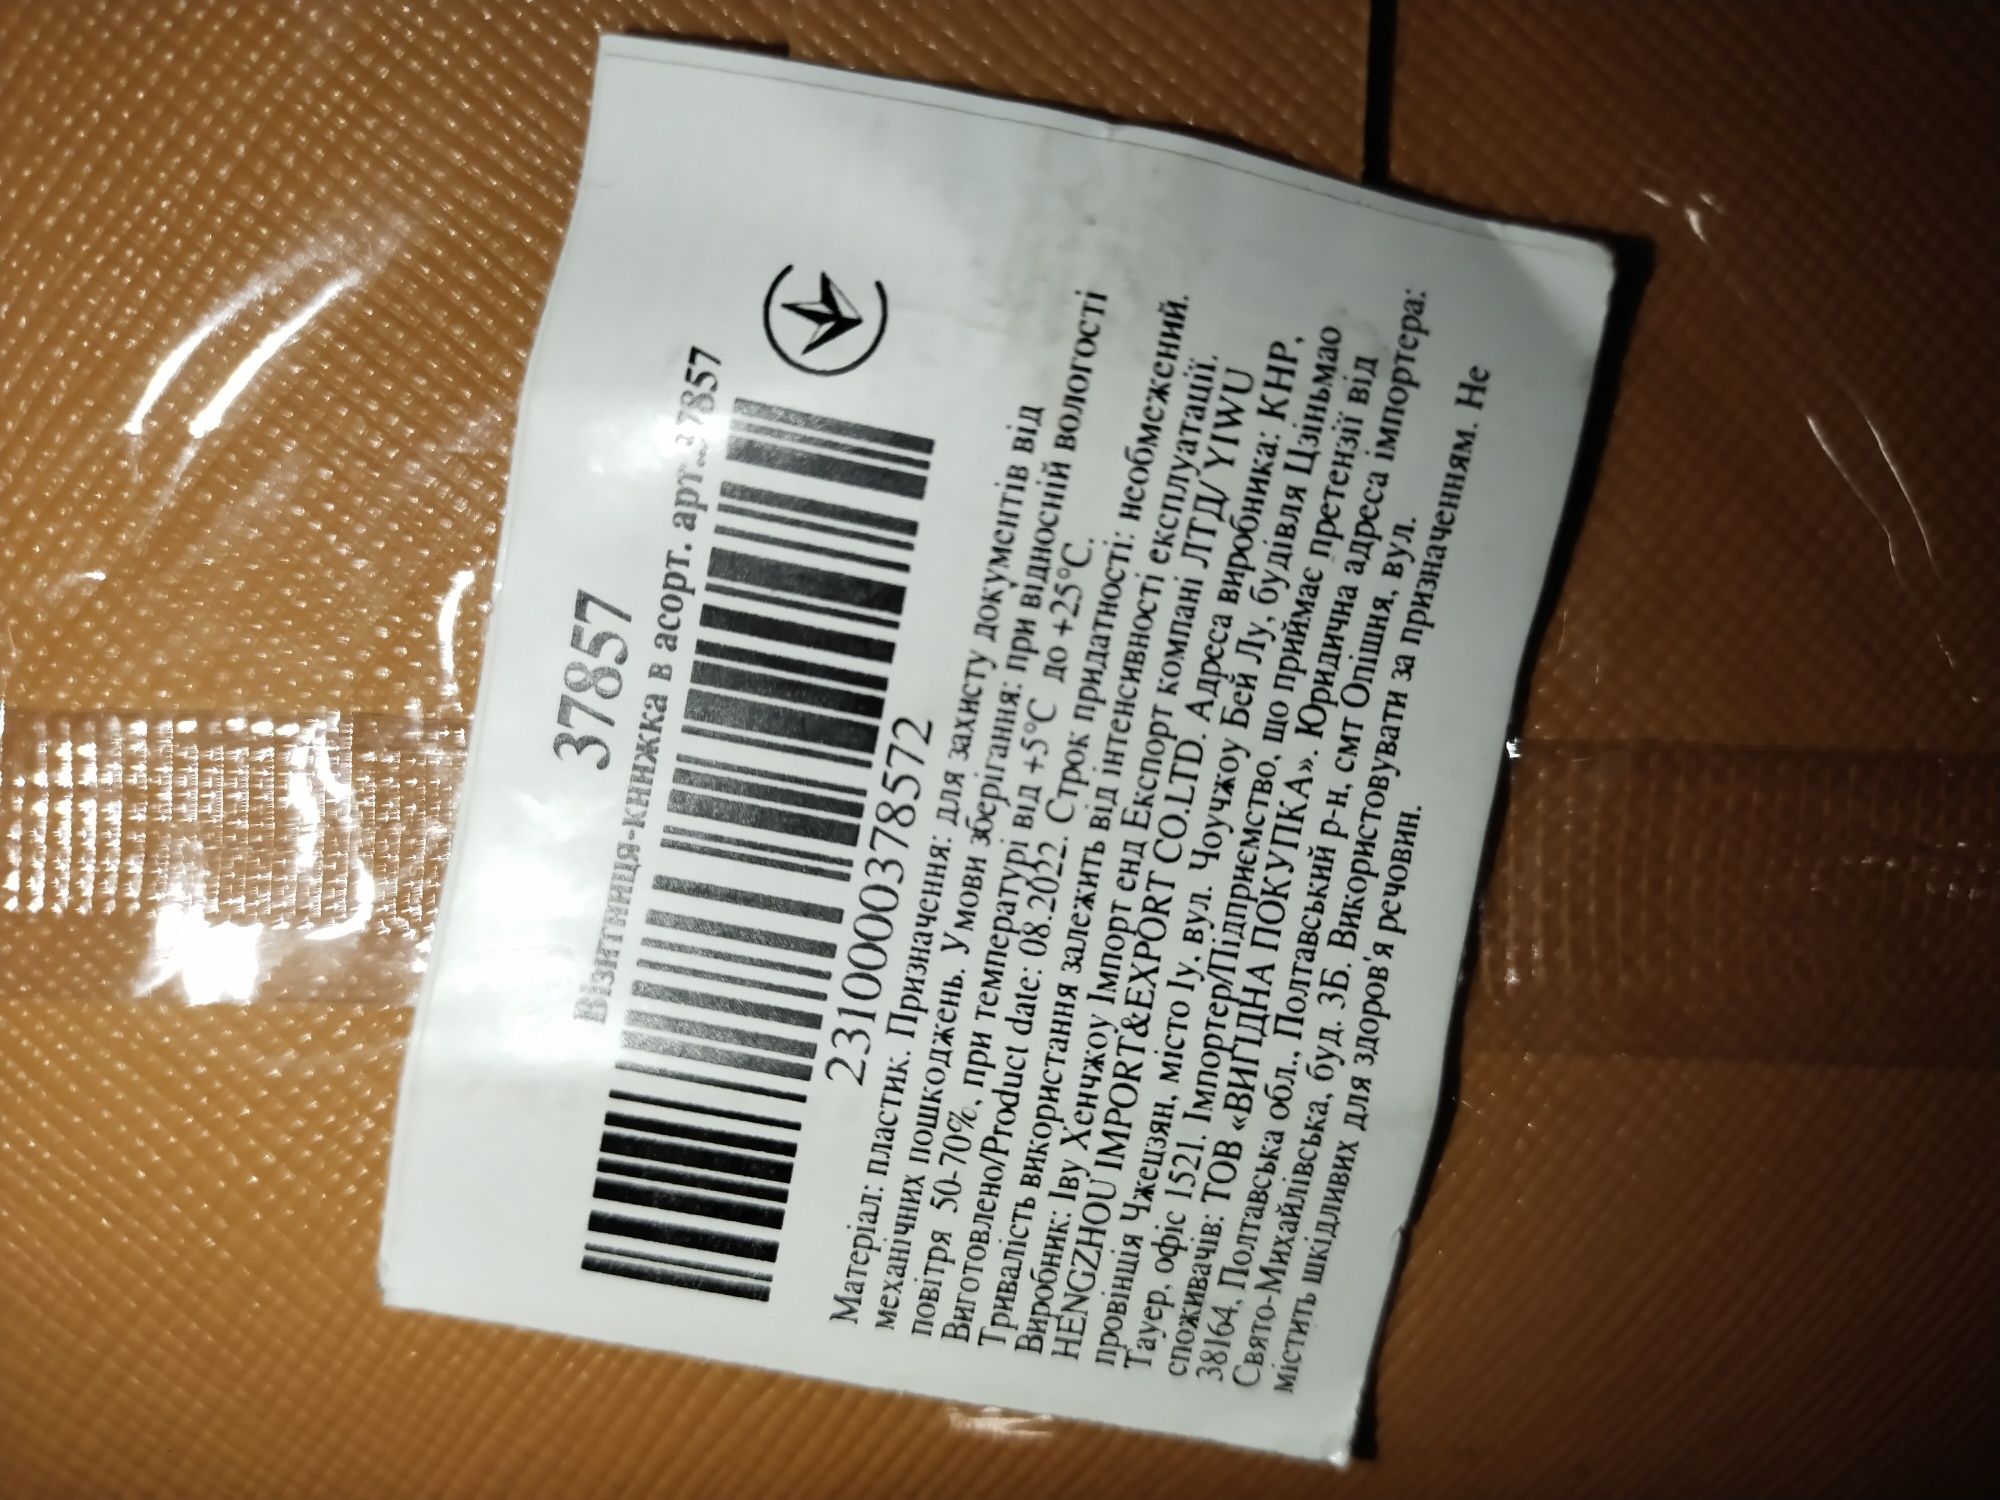 37857
Візитниця-книжка в асорт. арт.37857
2310000378572
Матеріал: пластик. Призначення: для захисту документів від
механічних пошкоджень. Умови зберігання: при відносній вологості
повітря 50-70%, при температурі від +5°С до +25°С.
Виготовлено/Product date: 08.2022. Строк придатності: необмежений.
Тривалість використання залежить від інтенсивності експлуатації.
Виробник: Іву Хенчжоу Імпорт енд Експорт компані ЛТД/ YIWU
HENGZHOU IMPORT&EXPORT CO.LTD. Адреса виробника: КНР,
провінція Чжецзян, місто Іу, вул. Чоучжоу Бей Лу, будівля Цзіньмао
Тауер, офіс 1521. Імпортер/Підприємство, що приймає претензії від
споживачів: ТОВ «ВИГІДНА ПОКУПКА». Юридична адреса імпортера:
38164, Полтавська обл., Полтавський р-н, смт Опішня, вул.
Свято-Михайлівська, буд. 3Б. Використовувати за призначенням. Не
містить шкідливих для здоров'я речовин.